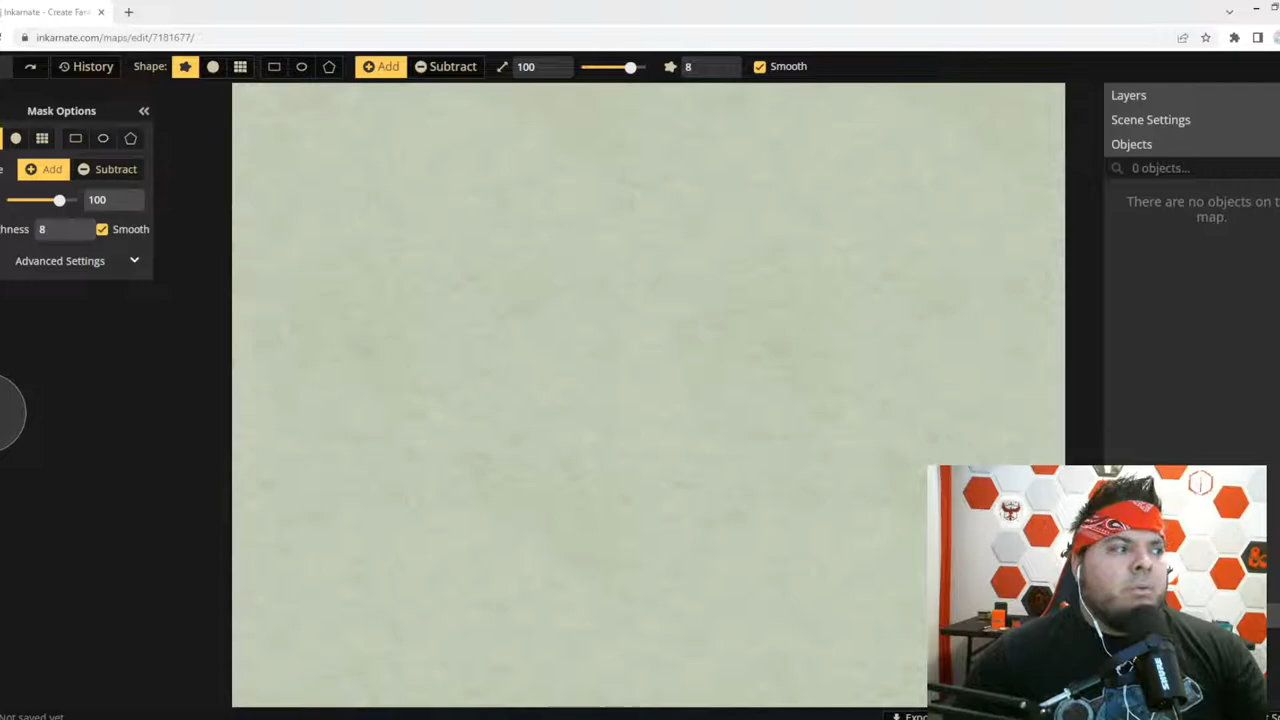 Inkarnate - Create Fan
inkarnate.com/maps/edit/7181677/
History Shape: Add Subtract 100 8 Smooth
Mask Options
Add Subtract
100
hness 8 Smooth
Advanced Settings
Layers
Scene Settings
Objects
0 objects...
There are no objects on t
map.
Not saved yet
Expo